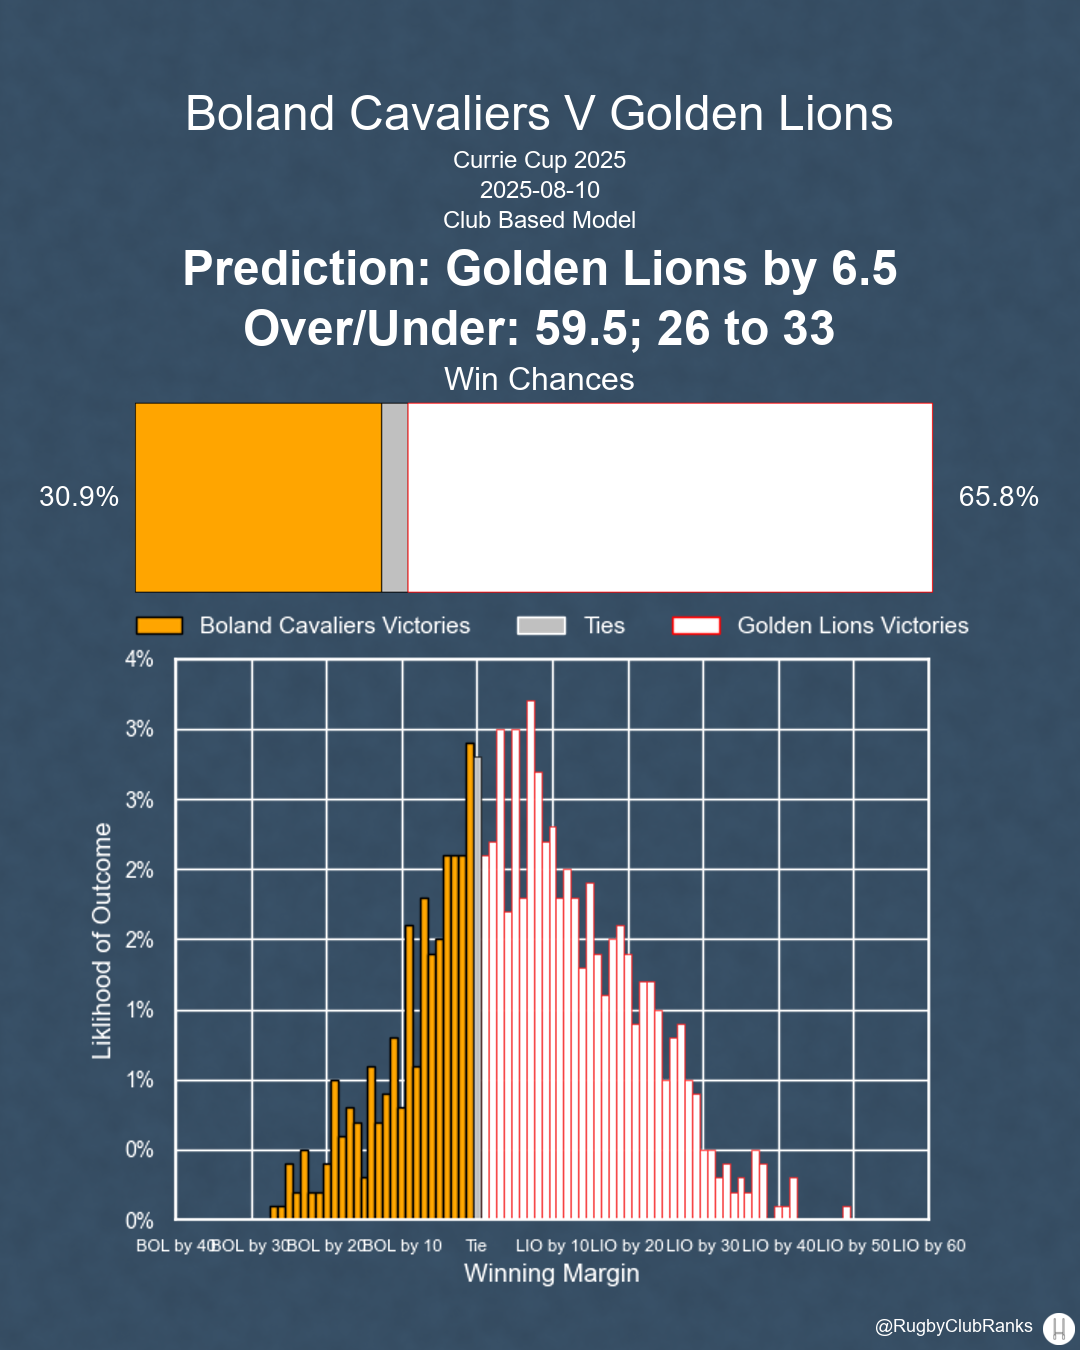 Boland Cavaliers V Golden Lions
Currie Cup 2025
2025-08-10
Club Based Model
Prediction: Golden Lions by 6.5
Over/Under: 59.5; 26 to 33
Win Chances
30.9%
65.8%
Boland Cavaliers Victories Ties Golden Lions Victories
4%
3%
3%
2%
2%
1%
1%
0%
0%
Liklihood of Outcome
BOL by 40 BOL by 30 BOL by 20 BOL by 10 Tie LIO by 10 LIO by 20 LIO by 30 LIO by 40 LIO by 50 LIO by 60
Winning Margin
@RugbyClubRanks